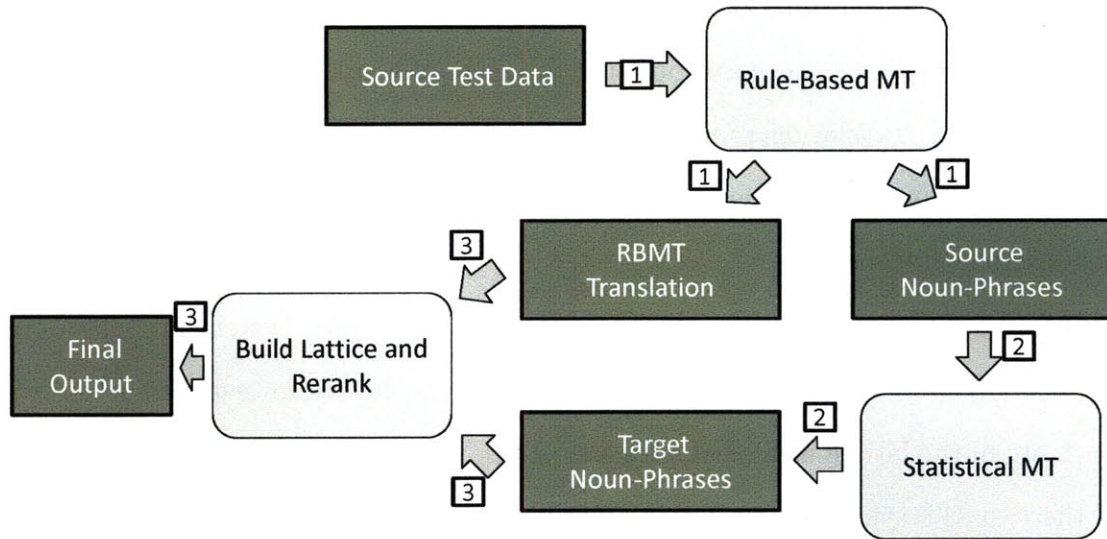 Source Test Data
1
Rule-Based MT
1
1
RBMT
Translation
Source
Noun-Phrases
3
3
Final
Output
Build Lattice and
Rerank
2
2
Target
Noun-Phrases
3
Statistical MT